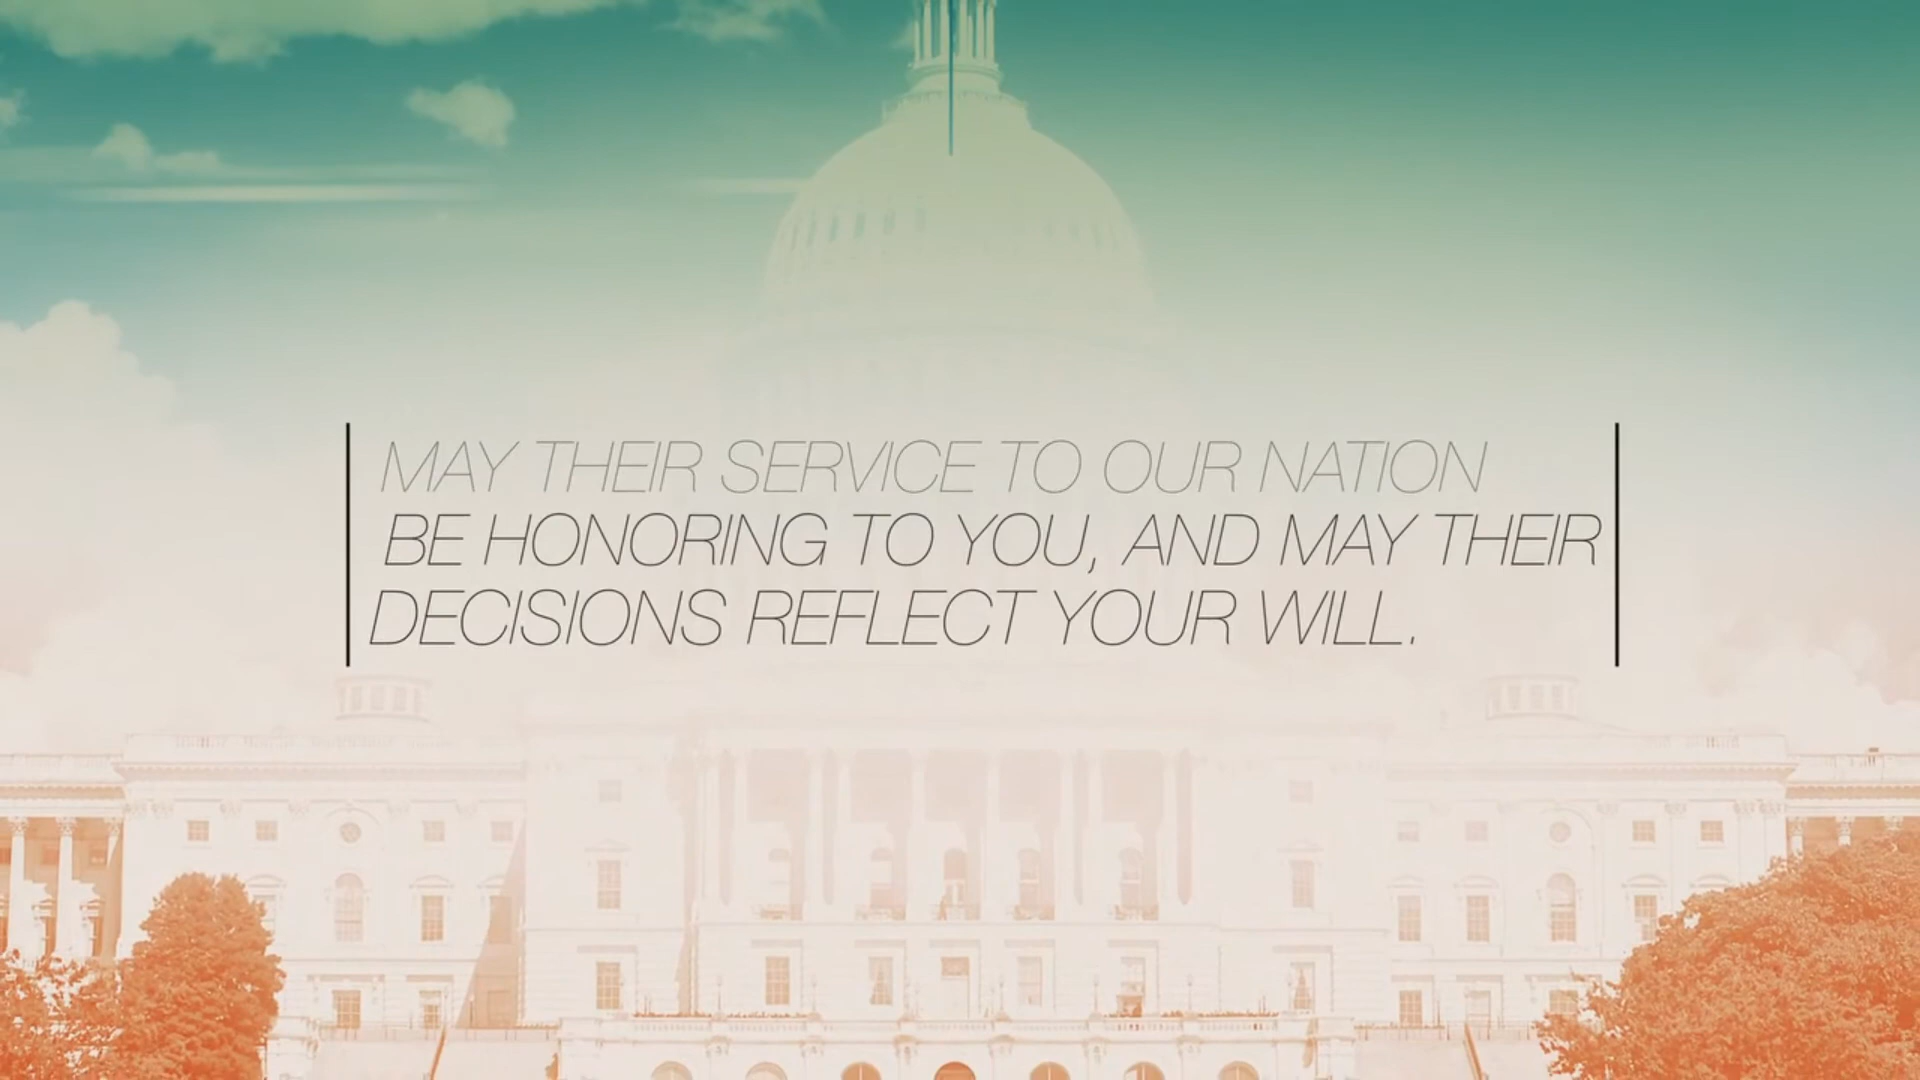 MAY THEIR SERVICE TO OUR NATION
BE HONORING TO YOU, AND MAY THEIR
DECISIONS REFLECT YOUR WILL.